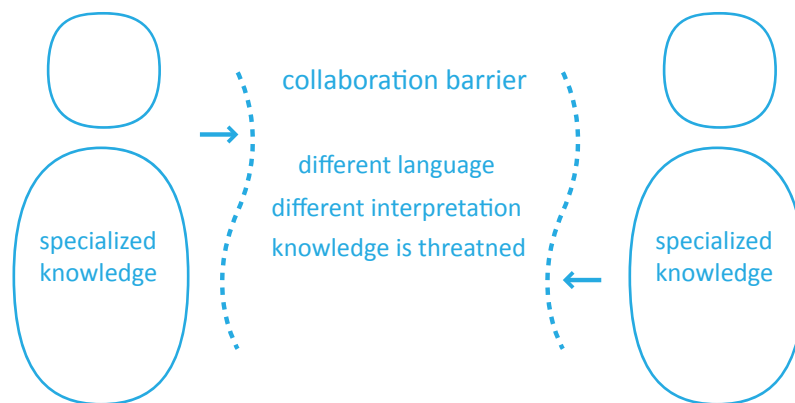 collaboration barrier
different language
different interpretation
knowledge is threatned
specialized
knowledge
specialized
knowledge